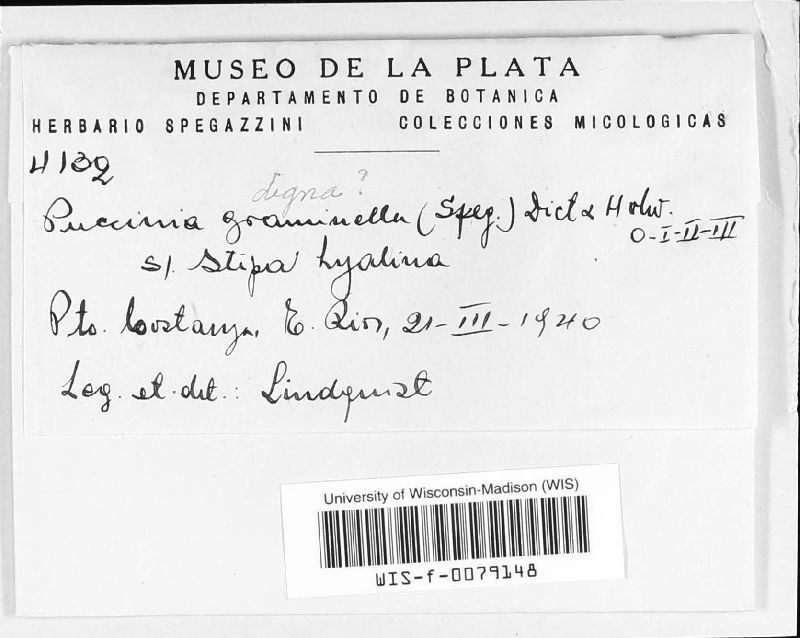 MUSEO DE LA PLATA
DEPARTAMENTO DE BOTANICA
HERBARIO SPEGAZZINI COLECCIONES MICOLOGICAS
4132
digna?
Puccinia graminella (Speg.) Diet & Holw.
O-I-II-III
s/. Stipa hyalina
Pto. E. Rios, 21-III-1940
Leg. et. det.: Lindquist
University of Wisconsin-Madison (WIS)
WIS-f-0079148